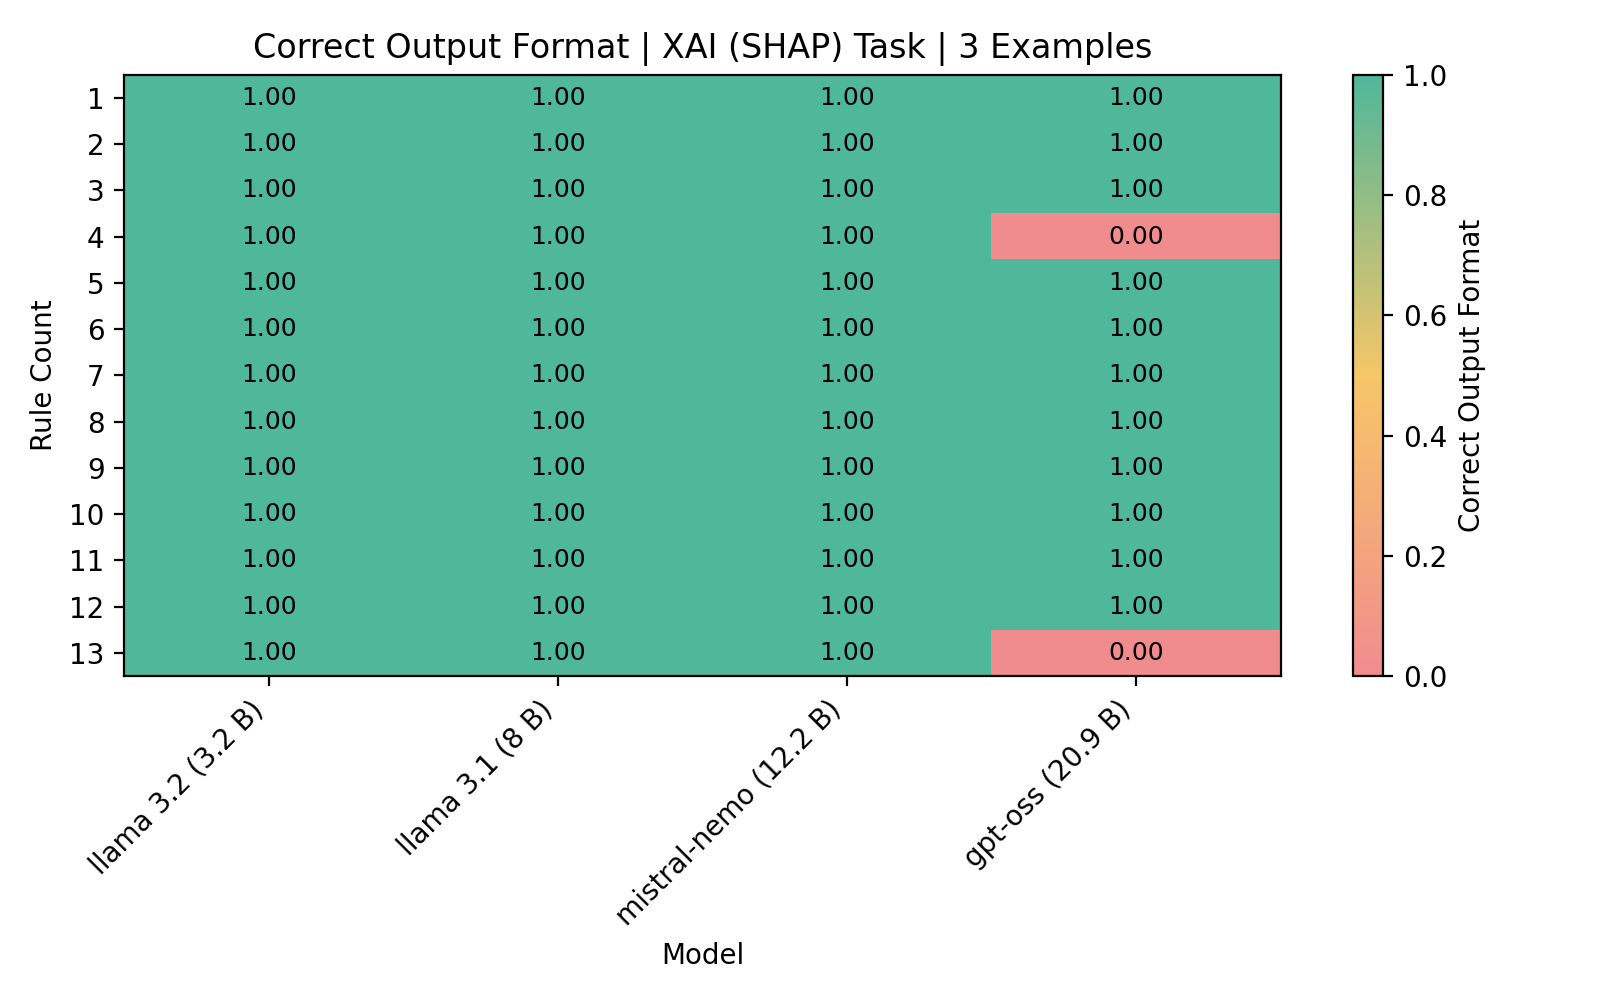 Correct Output Format | XAI (SHAP) Task | 3 Examples
1 1.00 1.00 1.00 1.00
2 1.00 1.00 1.00 1.00
3 1.00 1.00 1.00 1.00
4 1.00 1.00 1.00 0.00
5 1.00 1.00 1.00 1.00
6 1.00 1.00 1.00 1.00
7 1.00 1.00 1.00 1.00
8 1.00 1.00 1.00 1.00
9 1.00 1.00 1.00 1.00
10 1.00 1.00 1.00 1.00
11 1.00 1.00 1.00 1.00
12 1.00 1.00 1.00 1.00
13 1.00 1.00 1.00 0.00
Rule Count
llama 3.2 (3.2 B)
llama 3.1 (8 B)
mistral-nemo (12.2 B)
gpt-oss (20.9 B)
Model
1.0
0.8
0.6
0.4
0.2
0.0
Correct Output Format